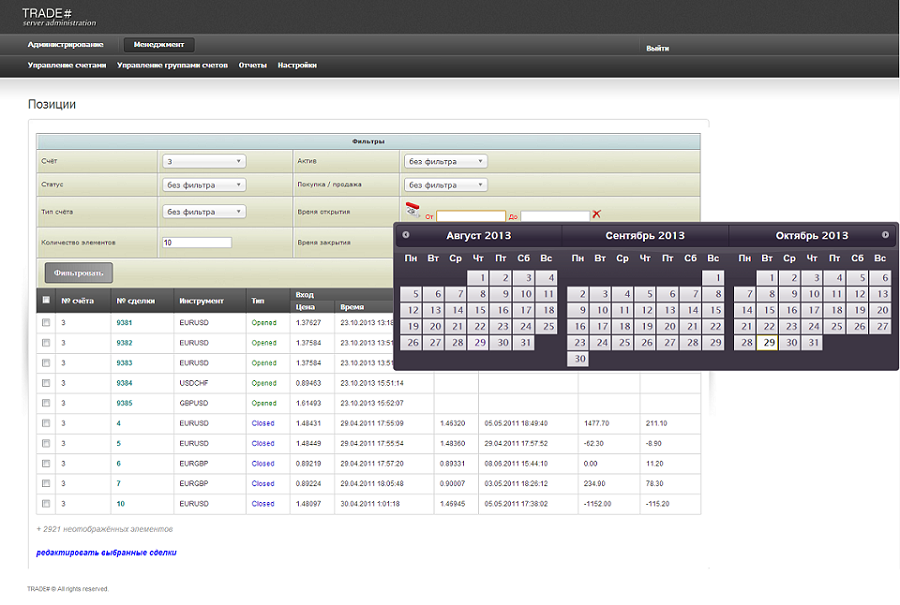 TRADE#
server administration
Администрирование Менеджмент Выйти
Управление счетами Управление группами счетов Отчеты Настройки
Позиции
Фильтры
Счёт 3 Актив без фильтра
Статус без фильтра Покупка / продажа без фильтра
Тип счёта без фильтра Время открытия От До
Количество элементов 10 Время закрытия
Фильтровать
Август 2013 Сентябрь 2013 Октябрь 2013
Пн Вт Ср Чт Пт Сб Вс Пн Вт Ср Чт Пт Сб Вс Пн Вт Ср Чт Пт Сб Вс
1 2 3 4 1 1 2 3 4 5 6
5 6 7 8 9 10 11 2 3 4 5 6 7 8 7 8 9 10 11 12 13
12 13 14 15 16 17 18 9 10 11 12 13 14 15 14 15 16 17 18 19 20
19 20 21 22 23 24 25 16 17 18 19 20 21 22 21 22 23 24 25 26 27
26 27 28 29 30 31 23 24 25 26 27 28 29 28 29 30 31
30
№ счёта № сделки Инструмент Тип Вход
Цена Время
3 9381 EURUSD Opened 1.37627 23.10.2013 13:18
3 9382 EURUSD Opened 1.37584 23.10.2013 13:51
3 9383 EURUSD Opened 1.37584 23.10.2013 13:51
3 9384 USDCHF Opened 0.89463 23.10.2013 15:51:14
3 9385 GBPUSD Opened 1.61493 23.10.2013 15:52:07
3 4 EURUSD Closed 1.48431 29.04.2011 17:55:09 1.46320 05.05.2011 18:49:40 1477.70 211.10
3 5 EURUSD Closed 1.48449 29.04.2011 17:55:54 1.48360 29.04.2011 17:57:52 -62.30 -8.90
3 6 EURGBP Closed 0.89219 29.04.2011 17:57:20 0.89331 08.06.2011 15:44:10 0.00 11.20
3 7 EURGBP Closed 0.89224 29.04.2011 18:05:48 0.90007 03.05.2011 18:26:12 234.90 78.30
3 10 EURUSD Closed 1.48097 30.04.2011 1:01:18 1.46945 05.05.2011 17:38:02 -1152.00 -115.20
+ 2921 неотображённых элементов
редактировать выбранные сделки
TRADE# © All rights reserved.